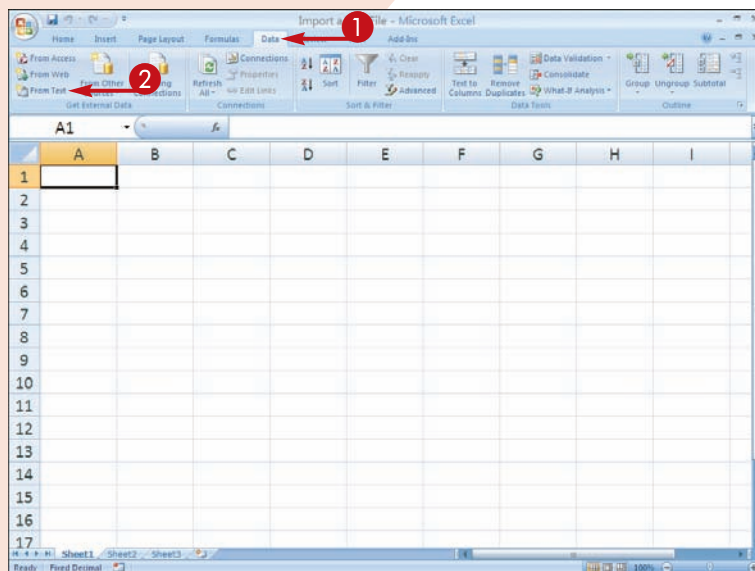 Import a File - Microsoft Excel
1
Home Insert Page Layout Formulas Data Add-Ins
From Access
From Web
From Text
From Other
2
Get External Data
Refresh All
Connections
Properties
Edit Links
Connections
Sort
Filter
Clear
Reapply
Advanced
Sort & Filter
Text to Columns
Remove Duplicates
Data Validation
Consolidate
What-If Analysis
Data Tools
Group Ungroup Subtotal
Outline
A1 fx
A B C D E F G H I
1
2
3
4
5
6
7
8
9
10
11
12
13
14
15
16
17
Sheet1 Sheet2 Sheet3
Ready Fixed Decimal 100%